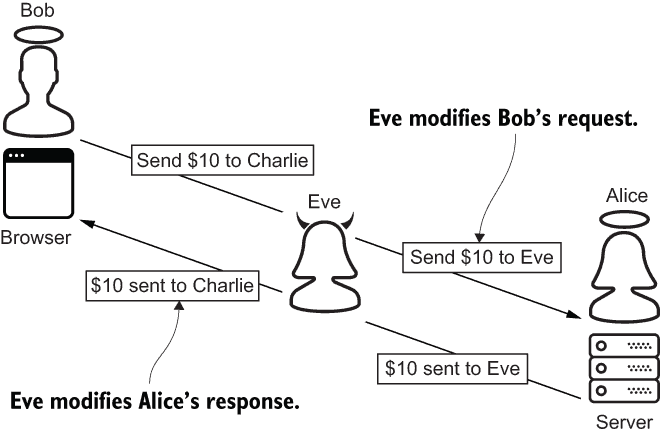 Bob
Eve modifies Bob’s request.
Send $10 to Charlie
Eve
Alice
Browser
Send $10 to Eve
$10 sent to Charlie
$10 sent to Eve
Eve modifies Alice’s response.
Server